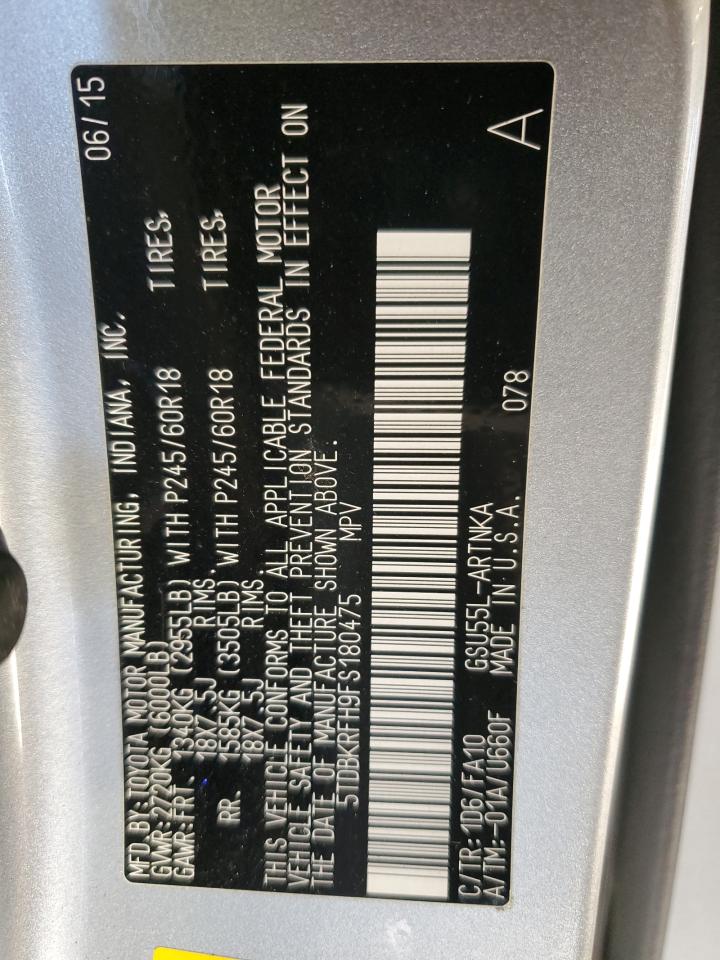 MFD BY:TOYOTA MOTOR MANUFACTURING, INDIANA, INC. 06/15
GVWR:2720KG (6000LB)
GAWR:FRT. 1340KG (2955LB) WITH P245/60R18 TIRES,
18X7.5J RIMS.
RR. 1585KG (3505LB) WITH P245/60R18 TIRES,
18X7.5J RIMS.
THIS VEHICLE CONFORMS TO ALL APPLICABLE FEDERAL MOTOR
VEHICLE SAFETY AND THEFT PREVENTION STANDARDS IN EFFECT ON
THE DATE OF MANUFACTURE SHOWN ABOVE.
5TDBKRFH9FS180475 MPV
C/TR:1D6/FA10 GSU55L-ARTNKA
A/TM:-01A/U660F MADE IN U.S.A. 078 A